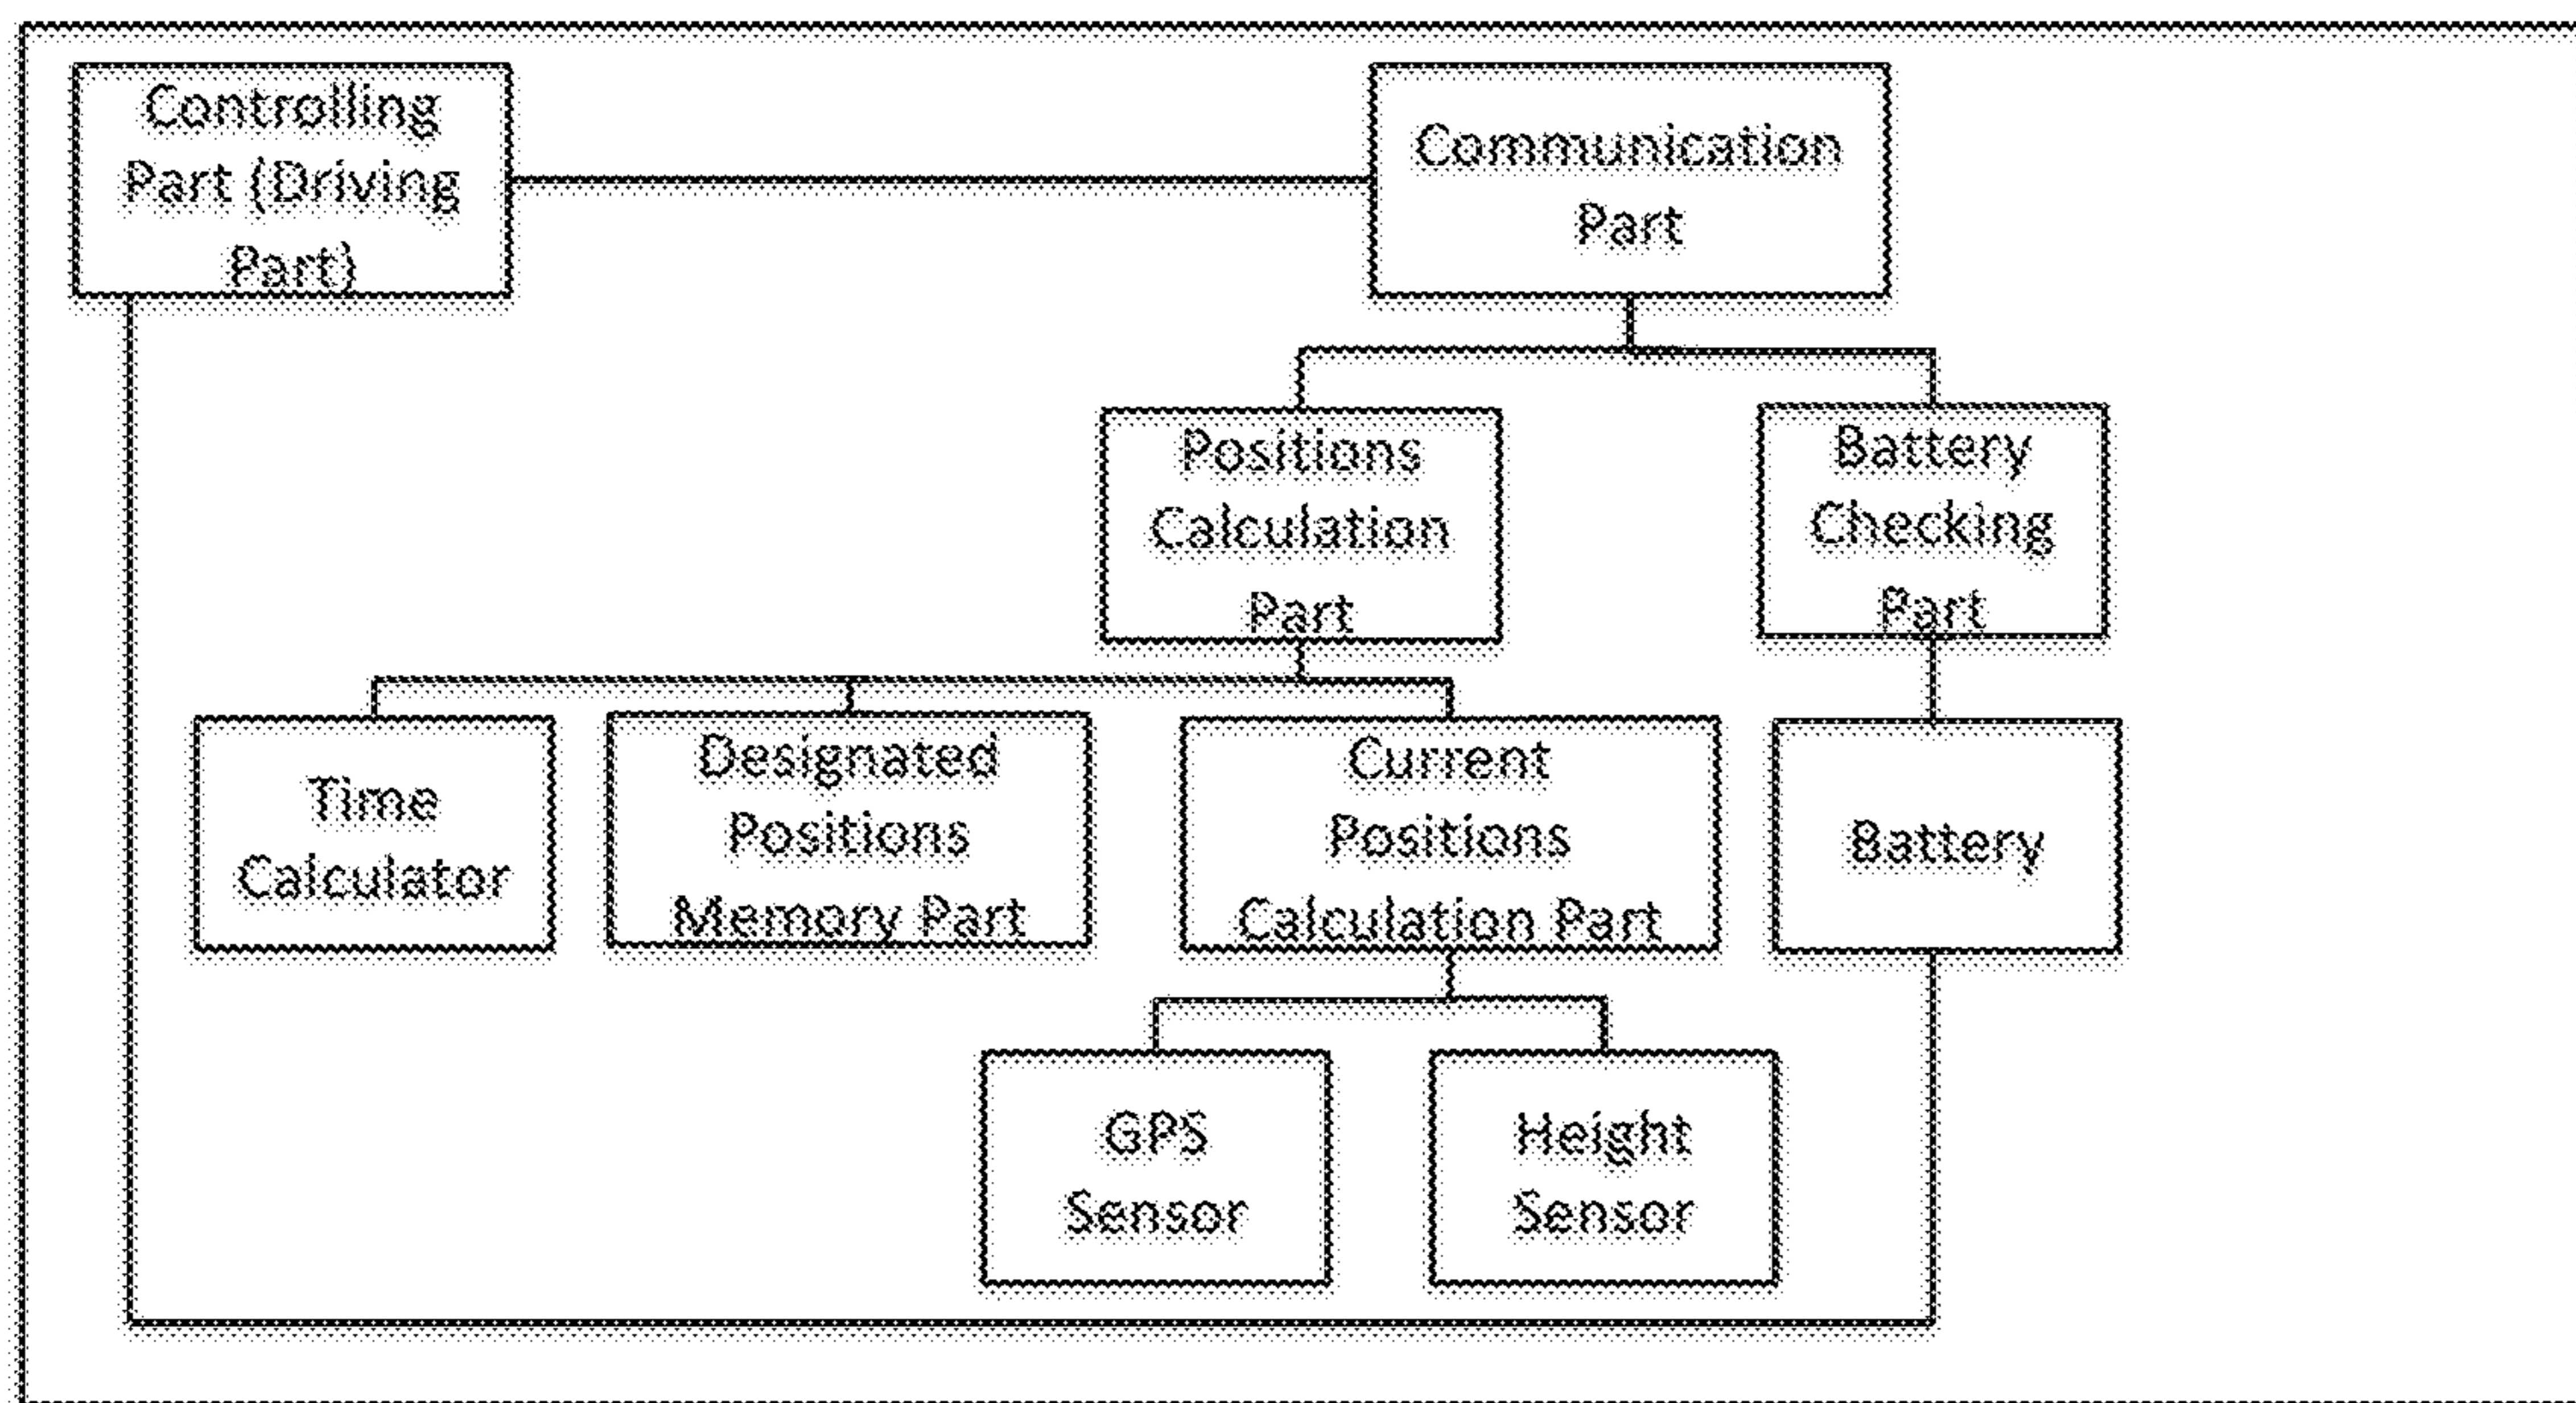 Controlling
Part (Driving
Part)
Communication
Part
Positions
Calculation
Part
Battery
Checking
Part
Time
Calculator
Designated
Positions
Memory Part
Current
Positions
Calculation Part
Battery
GPS
Sensor
Height
Sensor